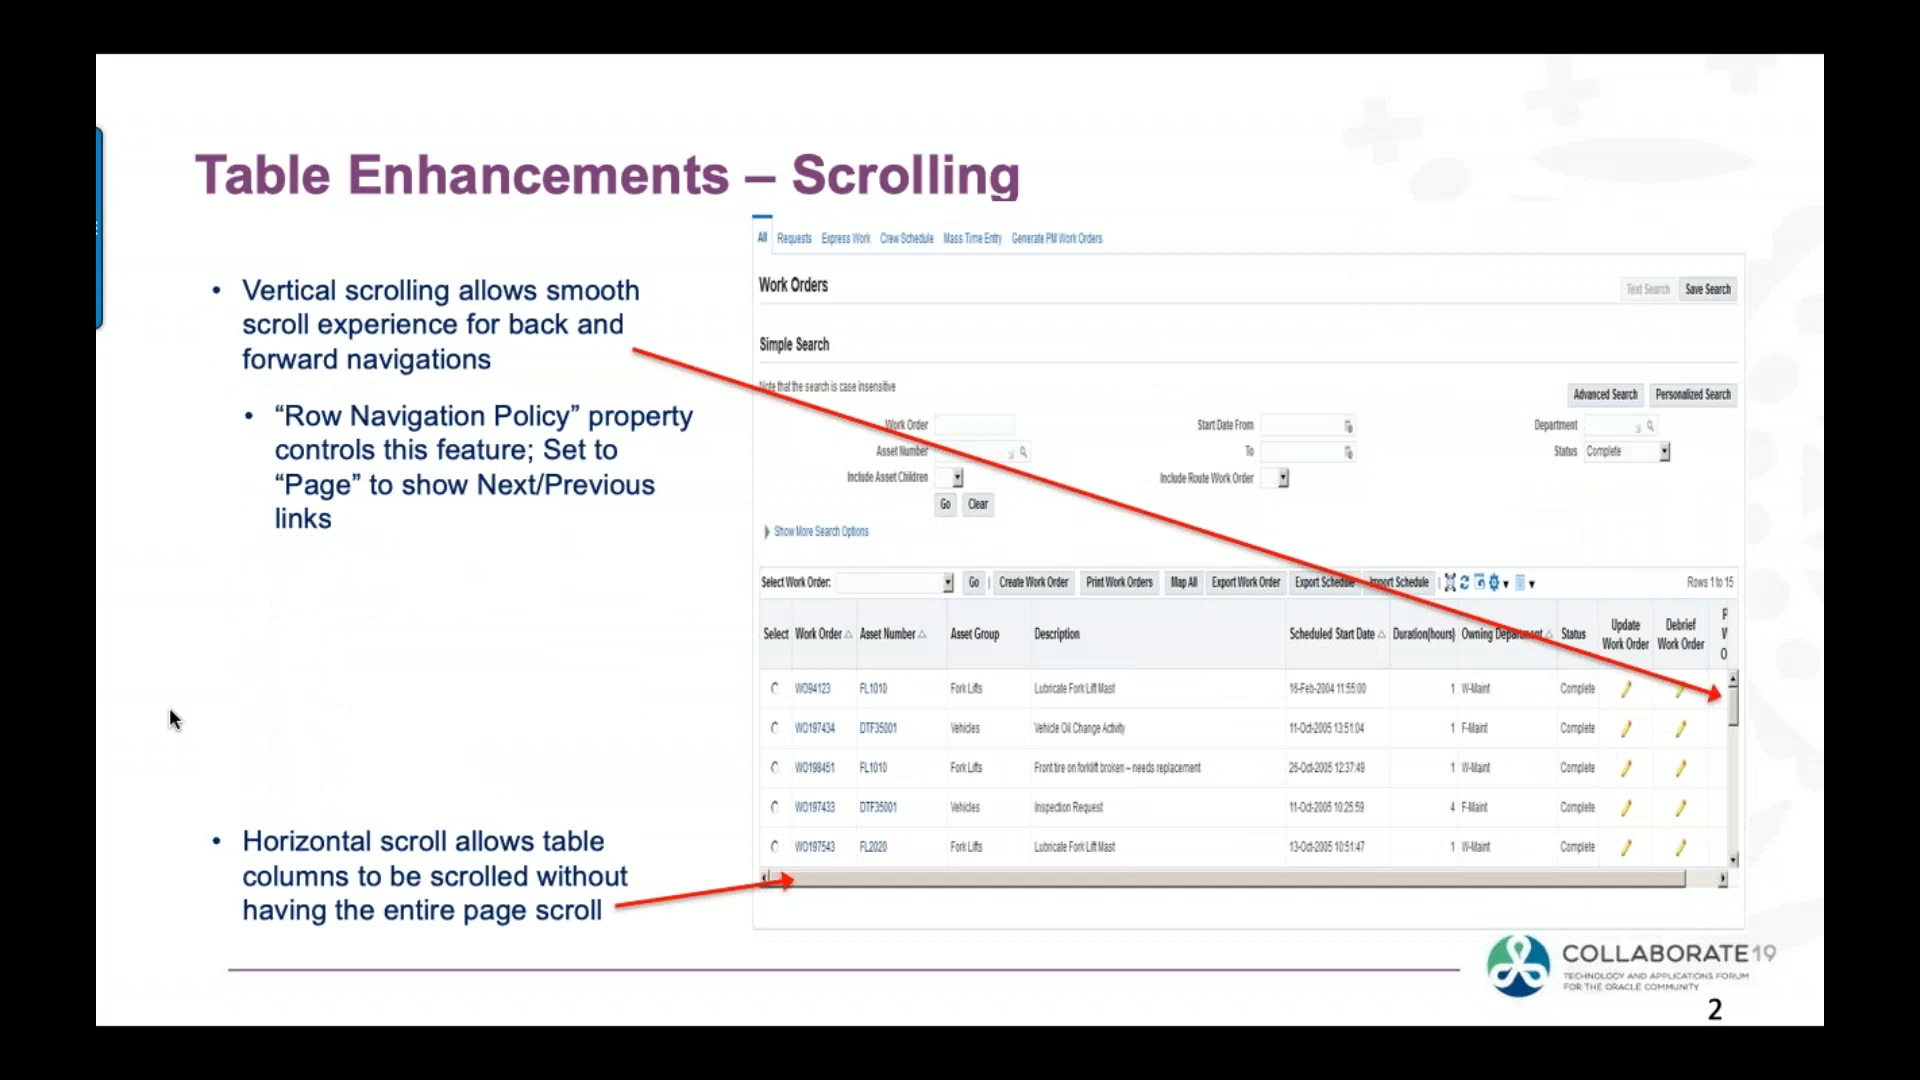 Table Enhancements – Scrolling
• Vertical scrolling allows smooth
scroll experience for back and
forward navigations
• “Row Navigation Policy” property
controls this feature; Set to
“Page” to show Next/Previous
links
• Horizontal scroll allows table
columns to be scrolled without
having the entire page scroll
All Requests Express Work Crew Schedule Mass Time Entry Generate PM Work Orders
Work Orders
Text Search Save Search
Simple Search
Note that the search is case insensitive
Advanced Search Personalized Search
Work Order Start Date From Department
Asset Number To Status Complete
Include Asset Children Include Route Work Order
Go Clear
Show More Search Options
Select Work Order: Go | Create Work Order Print Work Orders Map All Export Work Order Export Schedule Import Schedule | Rows 1 to 15
Select Work Order Asset Number Asset Group Description Scheduled Start Date Duration(hours) Owning Department Status Update Work Order Debrief Work Order P W O
WO94123 FL1010 Fork Lifts Lubricate Fork Lift Mast 16-Feb-2004 11:55:00 1 W-Maint Complete
WO197434 DTF35001 Vehicles Vehicle Oil Change Activity 11-Oct-2005 13:51:04 1 F-Maint Complete
WO198451 FL1010 Fork Lifts Front tire on forklift broken – needs replacement 26-Oct-2005 12:37:49 1 W-Maint Complete
WO197433 DTF35001 Vehicles Inspection Request 11-Oct-2005 10:25:59 4 F-Maint Complete
WO197543 FL2020 Fork Lifts Lubricate Fork Lift Mast 13-Oct-2005 10:51:47 1 W-Maint Complete
COLLABORATE19
TECHNOLOGY AND APPLICATIONS FORUM
FOR THE ORACLE COMMUNITY
2